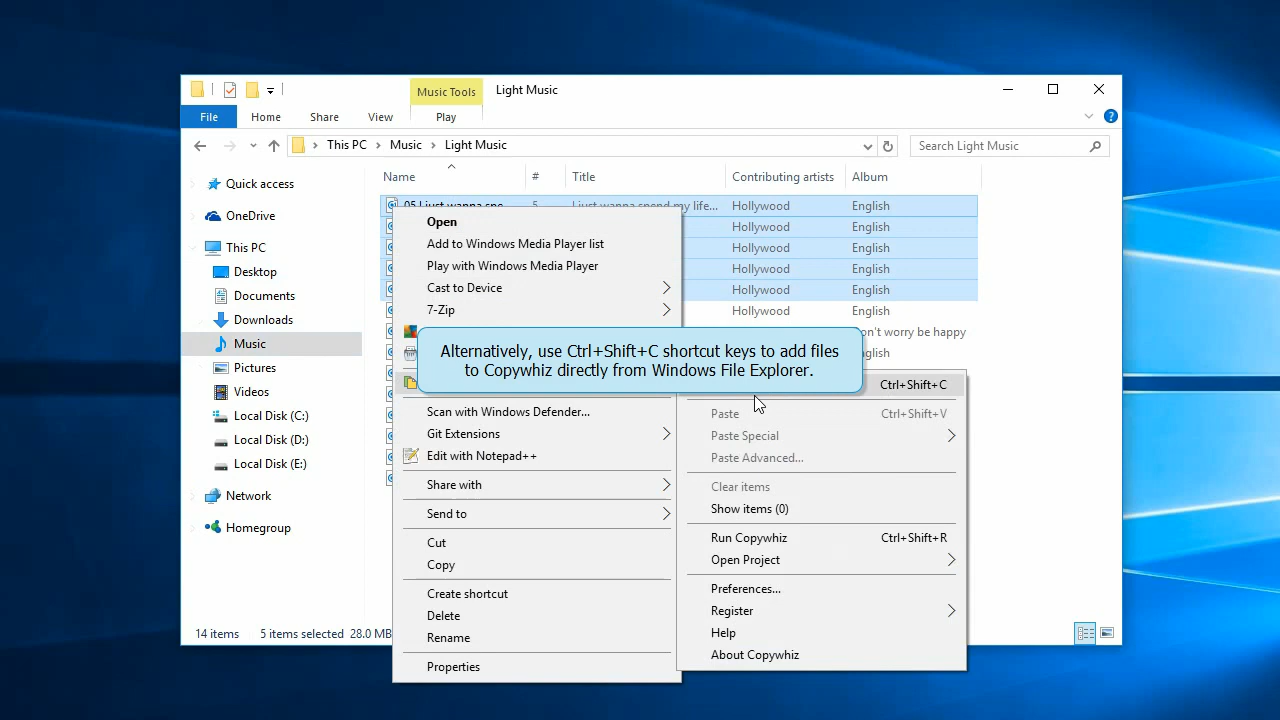 Music Tools
Light Music
File
Home
Share
View
Play
This PC
Music
Light Music
Search Light Music
Name
#
Title
Contributing artists
Album
Quick access
OneDrive
This PC
Desktop
Documents
Downloads
Music
Pictures
Videos
Local Disk (C:)
Local Disk (D:)
Local Disk (E:)
Network
Homegroup
5
I just wanna spend my life...
Hollywood
English
Hollywood
English
Hollywood
English
Hollywood
English
Hollywood
English
Hollywood
English
on't worry be happy
glish
Open
Add to Windows Media Player list
Play with Windows Media Player
Cast to Device
7-Zip
Alternatively, use Ctrl+Shift+C shortcut keys to add files
to Copywhiz directly from Windows File Explorer.
Scan with Windows Defender...
Git Extensions
Edit with Notepad++
Share with
Send to
Cut
Copy
Create shortcut
Delete
Rename
Properties
Ctrl+Shift+C
Paste Ctrl+Shift+V
Paste Special
Paste Advanced...
Clear items
Show items (0)
Run Copywhiz Ctrl+Shift+R
Open Project
Preferences...
Register
Help
About Copywhiz
14 items
5 items selected
28.0 MB